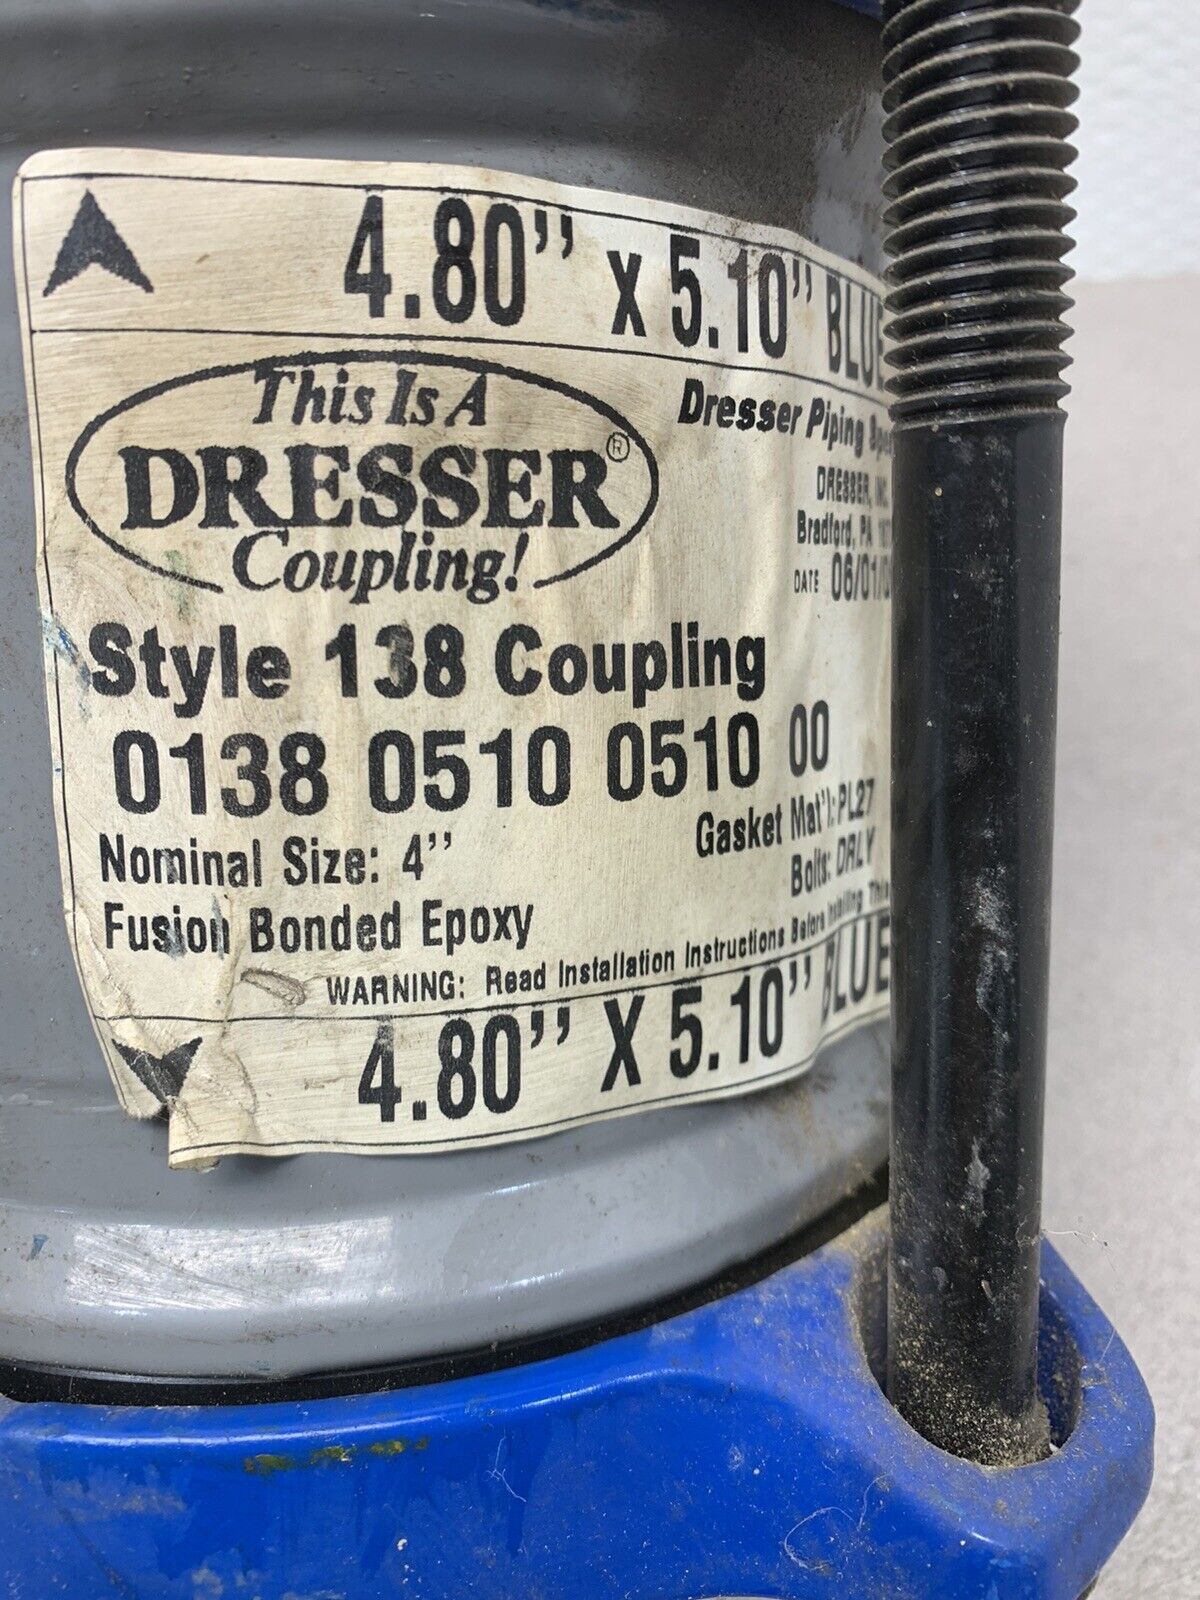 4.80" x 5.10" BLUE
This Is A
DRESSER®
Coupling!
Dresser Piping
DRESSER, INC.
Bradford, PA
DATE 06/01/
Style 138 Coupling
0138 0510 0510 00
Nominal Size: 4"
Gasket Mat'l: PL27
Fusion Bonded Epoxy
Bolts: DRLY
WARNING: Read Installation Instructions Before Installing This
4.80" X 5.10" BLUE